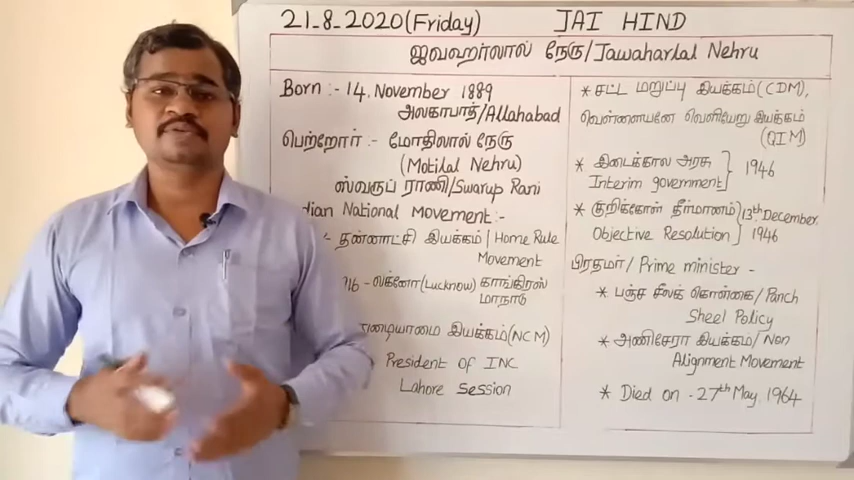 21-8-2020(Friday) JAI HIND
ஜவஹர்லால் நேரு/Jawaharlal Nehru
Born :- 14, November 1889
அலகாபாத்/Allahabad
பெற்றோர் :- மோதிலால் நேரு
(Motilal Nehru)
ஸ்வரூப் ராணி/Swarup Rani
dian National Movement :-
தன்னாட்சி இயக்கம் | Home Rule
Movement
16 - லக்னோ(Lucknow) காங்கிரஸ்
மாநாடு
ழையாமை இயக்கம்(NCM)
President of INC
Lahore Session
* சட்ட மறுப்பு இயக்கம்(CDM),
வெள்ளையனே வெளியேறு இயக்கம்
(QIM)
* இடைக்கால அரசு
Interim government } 1946
* குறிக்கோள் தீர்மானம்
Objective Resolution } 13th December 1946
பிரதமர்/Prime minister -
* பஞ்ச சீலக் கொள்கை/Panch
Sheel Policy
* அணிசேரா இயக்கம்/Non
Alignment Movement
* Died on - 27th May, 1964